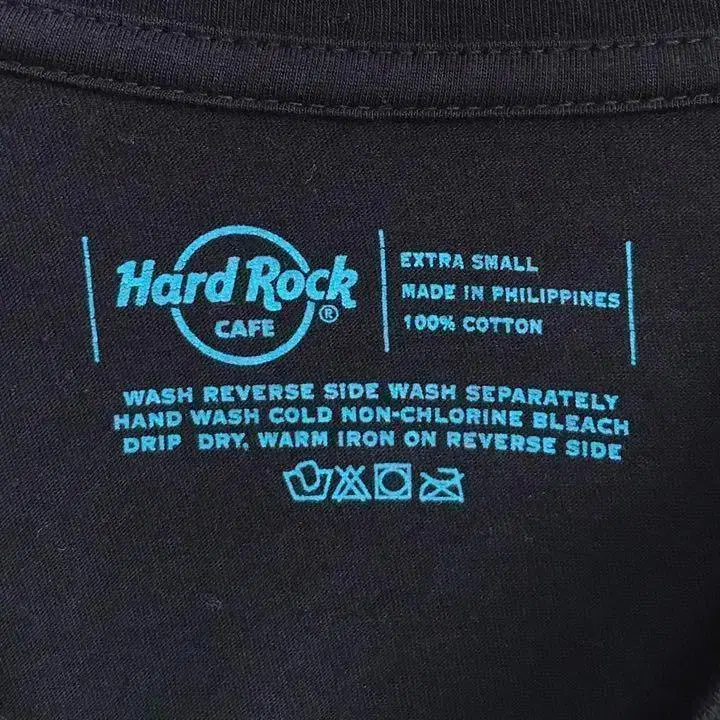 Hard Rock
CAFE
®
EXTRA SMALL
MADE IN PHILIPPINES
100% COTTON
WASH REVERSE SIDE WASH SEPARATELY
HAND WASH COLD NON-CHLORINE BLEACH
DRIP DRY, WARM IRON ON REVERSE SIDE